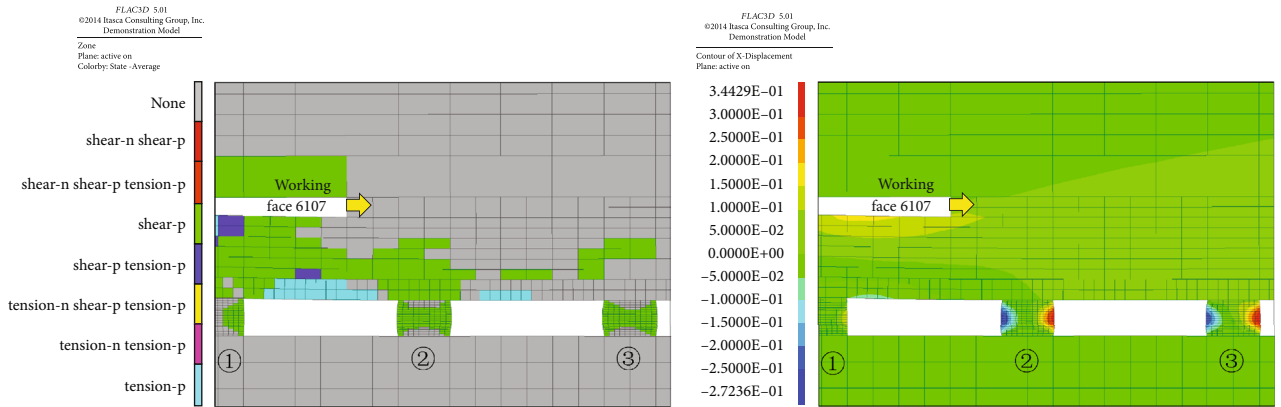 FLAC3D 5.01
©2014 Itasca Consulting Group, Inc.
Demonstration Model
Zone
Plane: active on
Colorby: State -Average
None
shear-n shear-p
shear-n shear-p tension-p
shear-p
shear-p tension-p
tension-n shear-p tension-p
tension-n tension-p
tension-p
Working
face 6107
①
②
③
FLAC3D 5.01
©2014 Itasca Consulting Group, Inc.
Demonstration Model
Contour of X-Displacement
Plane: active on
3.4429E–01
3.0000E–01
2.5000E–01
2.0000E–01
1.5000E–01
1.0000E–01
5.0000E–02
0.0000E+00
–5.0000E–02
–1.0000E–01
–1.5000E–01
–2.0000E–01
–2.5000E–01
–2.7236E–01
Working
face 6107
①
②
③